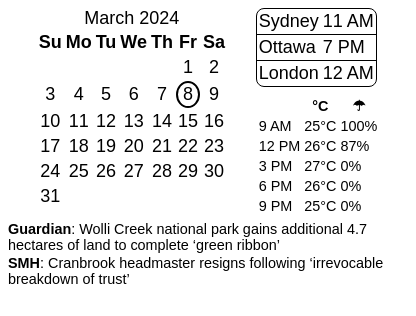 March 2024
Su Mo Tu We Th Fr Sa
1 2
3 4 5 6 7 8 9
10 11 12 13 14 15 16
17 18 19 20 21 22 23
24 25 26 27 28 29 30
31
Sydney 11 AM
Ottawa 7 PM
London 12 AM
°C ☂
9 AM 25°C 100%
12 PM 26°C 87%
3 PM 27°C 0%
6 PM 26°C 0%
9 PM 25°C 0%
Guardian: Wolli Creek national park gains additional 4.7
hectares of land to complete ‘green ribbon’
SMH: Cranbrook headmaster resigns following ‘irrevocable
breakdown of trust’